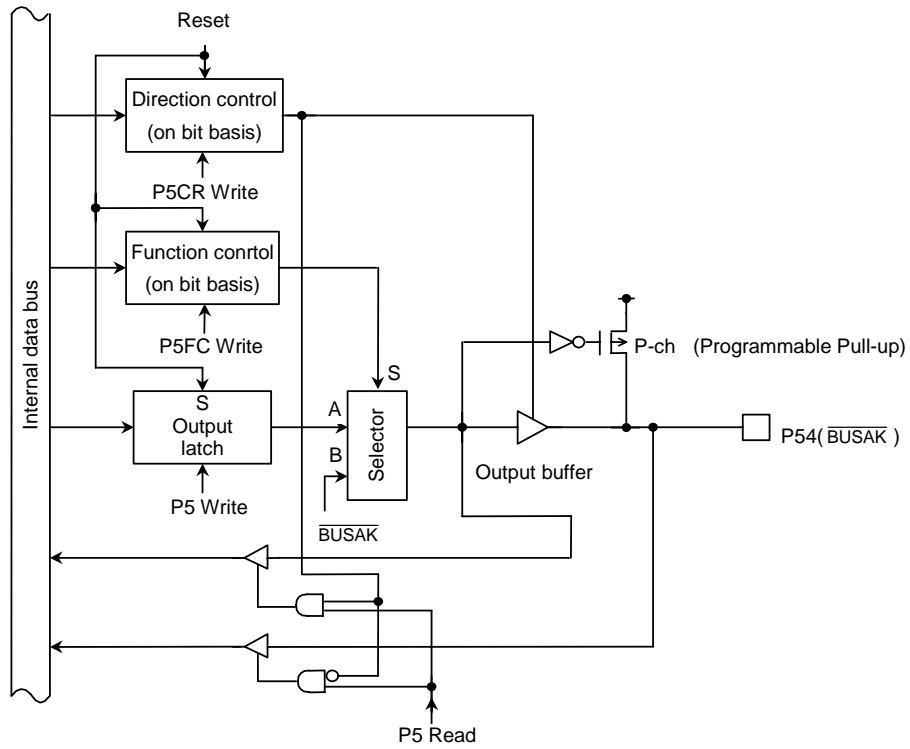 Reset
Direction control
(on bit basis)
P5CR Write
Function conrtol
(on bit basis)
P5FC Write
Internal data bus
S
Output
latch
P5 Write
A
B
S
Selector
BUSAK
Output buffer
P-ch (Programmable Pull-up)
P54(BUSAK)
P5 Read